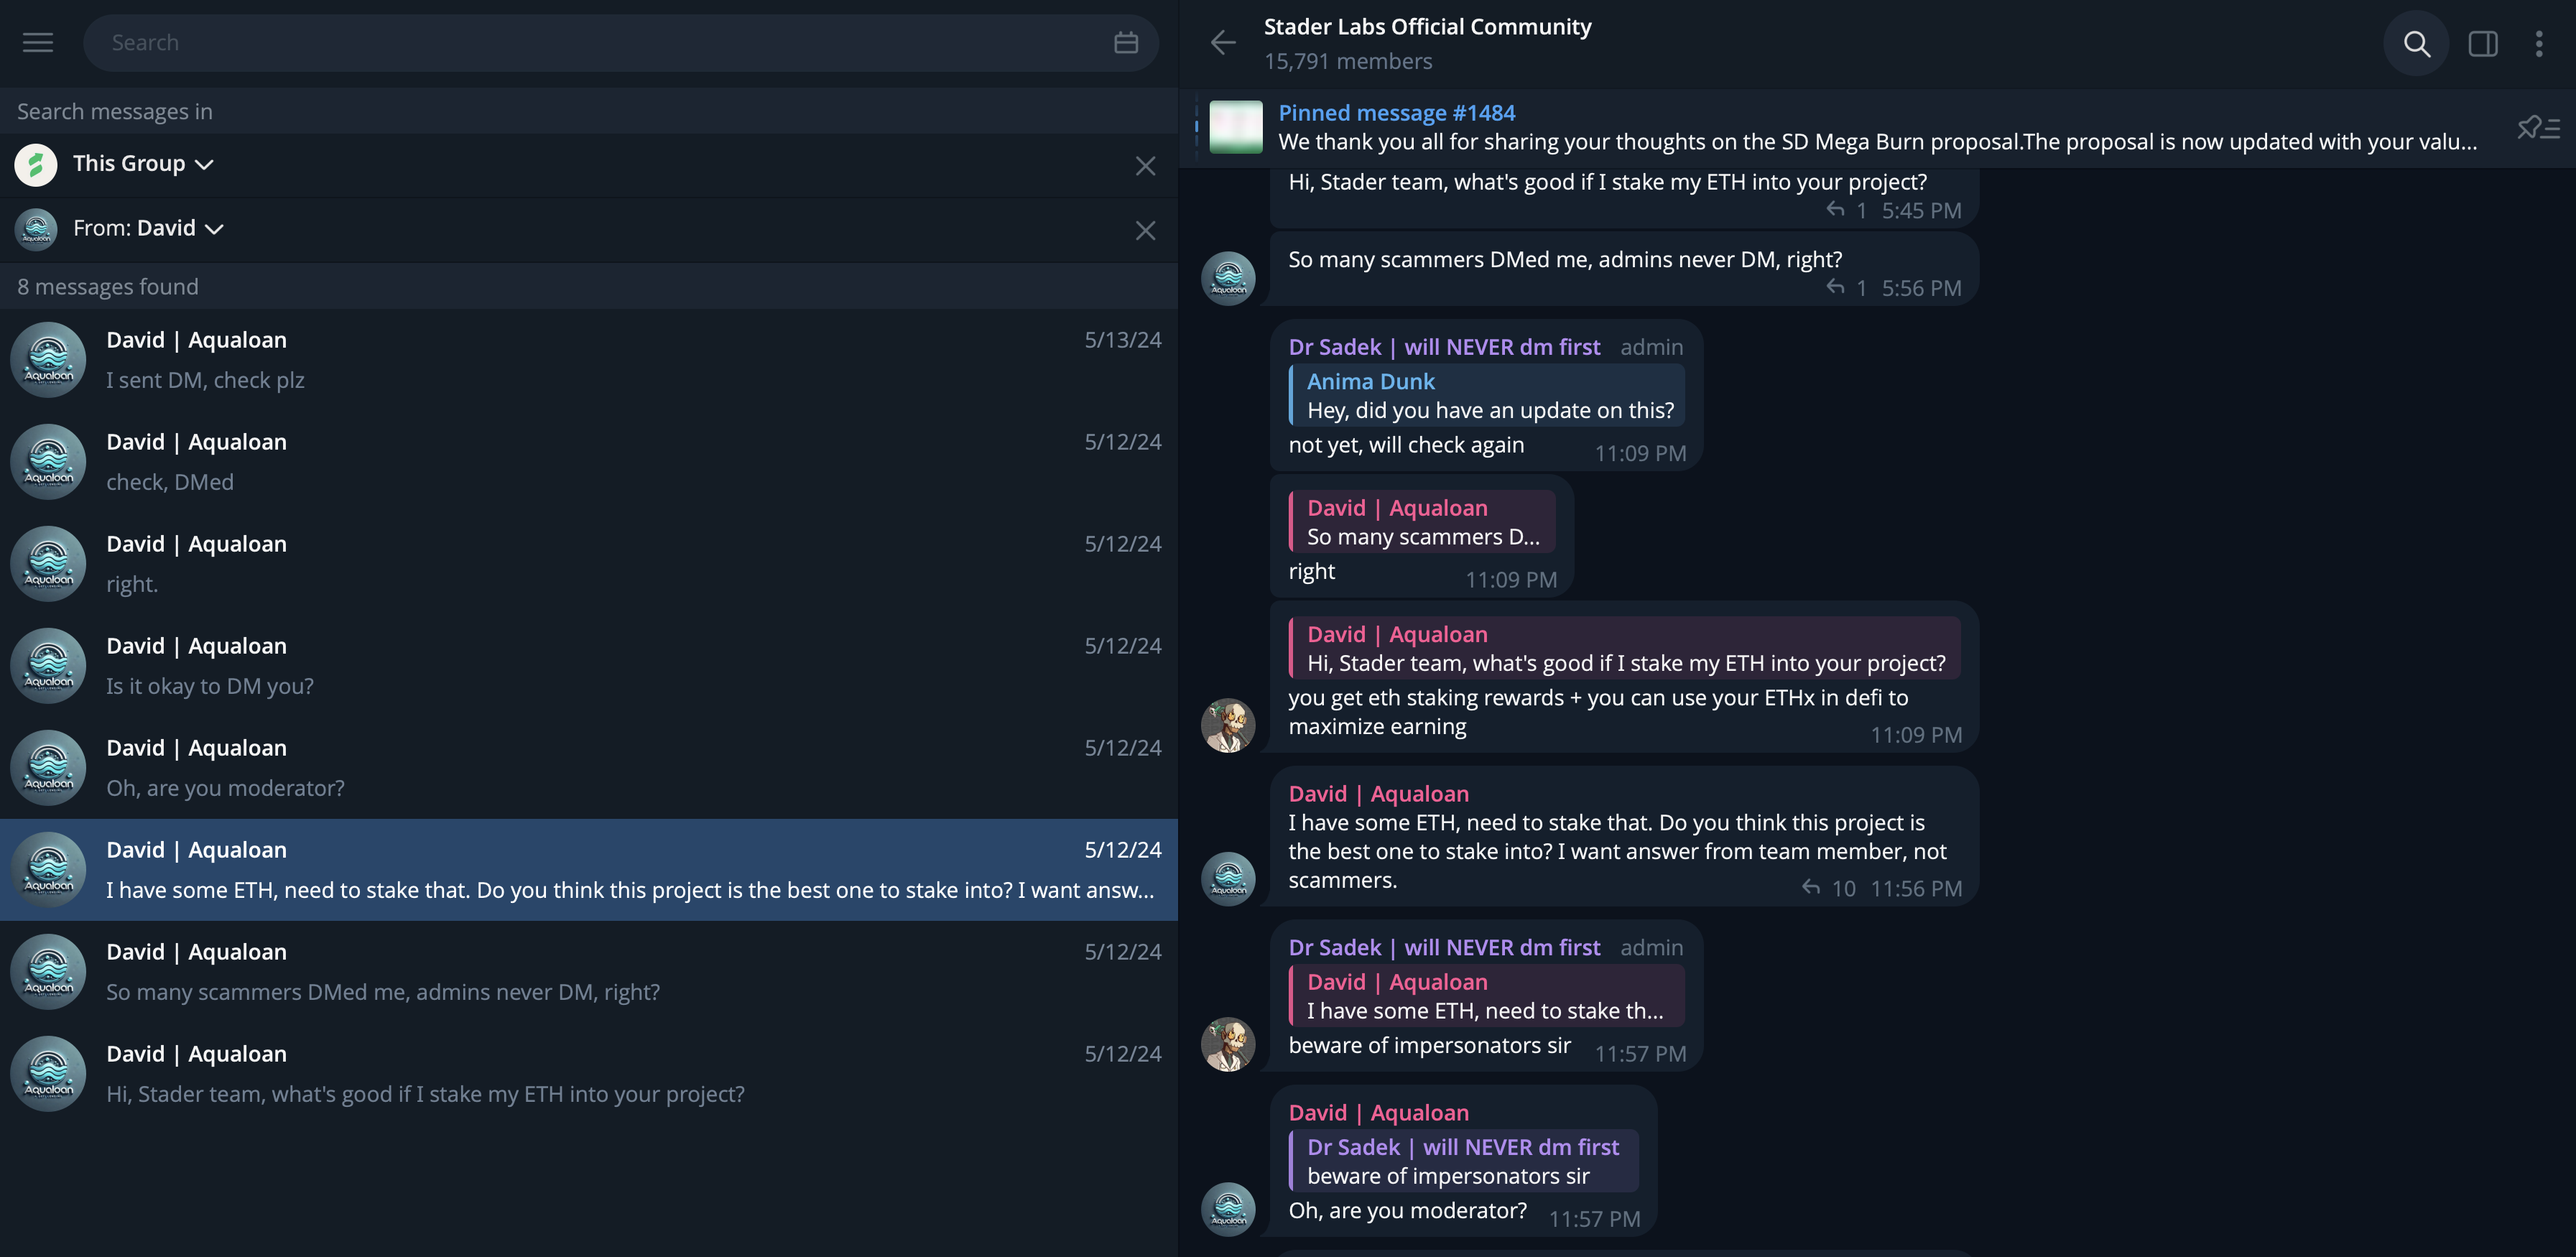 Search
Search messages in
This Group
From: David
8 messages found
David | Aqualoan 5/13/24
I sent DM, check plz
David | Aqualoan 5/12/24
check, DMed
David | Aqualoan 5/12/24
right.
David | Aqualoan 5/12/24
Is it okay to DM you?
David | Aqualoan 5/12/24
Oh, are you moderator?
David | Aqualoan 5/12/24
I have some ETH, need to stake that. Do you think this project is the best one to stake into? I want answ...
David | Aqualoan 5/12/24
So many scammers DMed me, admins never DM, right?
David | Aqualoan 5/12/24
Hi, Stader team, what's good if I stake my ETH into your project?
Stader Labs Official Community
15,791 members
Pinned message #1484
We thank you all for sharing your thoughts on the SD Mega Burn proposal.The proposal is now updated with your valu...
Hi, Stader team, what's good if I stake my ETH into your project?
1 5:45 PM
So many scammers DMed me, admins never DM, right?
1 5:56 PM
Aqualoan
Dr Sadek | will NEVER dm first admin
Anima Dunk
Hey, did you have an update on this?
not yet, will check again 11:09 PM
David | Aqualoan
So many scammers D...
right 11:09 PM
David | Aqualoan
Hi, Stader team, what's good if I stake my ETH into your project?
you get eth staking rewards + you can use your ETHx in defi to
maximize earning
11:09 PM
David | Aqualoan
I have some ETH, need to stake that. Do you think this project is
the best one to stake into? I want answer from team member, not
scammers. 10 11:56 PM
Aqualoan
Dr Sadek | will NEVER dm first admin
David | Aqualoan
I have some ETH, need to stake th...
beware of impersonators sir 11:57 PM
David | Aqualoan
Dr Sadek | will NEVER dm first
beware of impersonators sir
Oh, are you moderator? 11:57 PM
Aqualoan